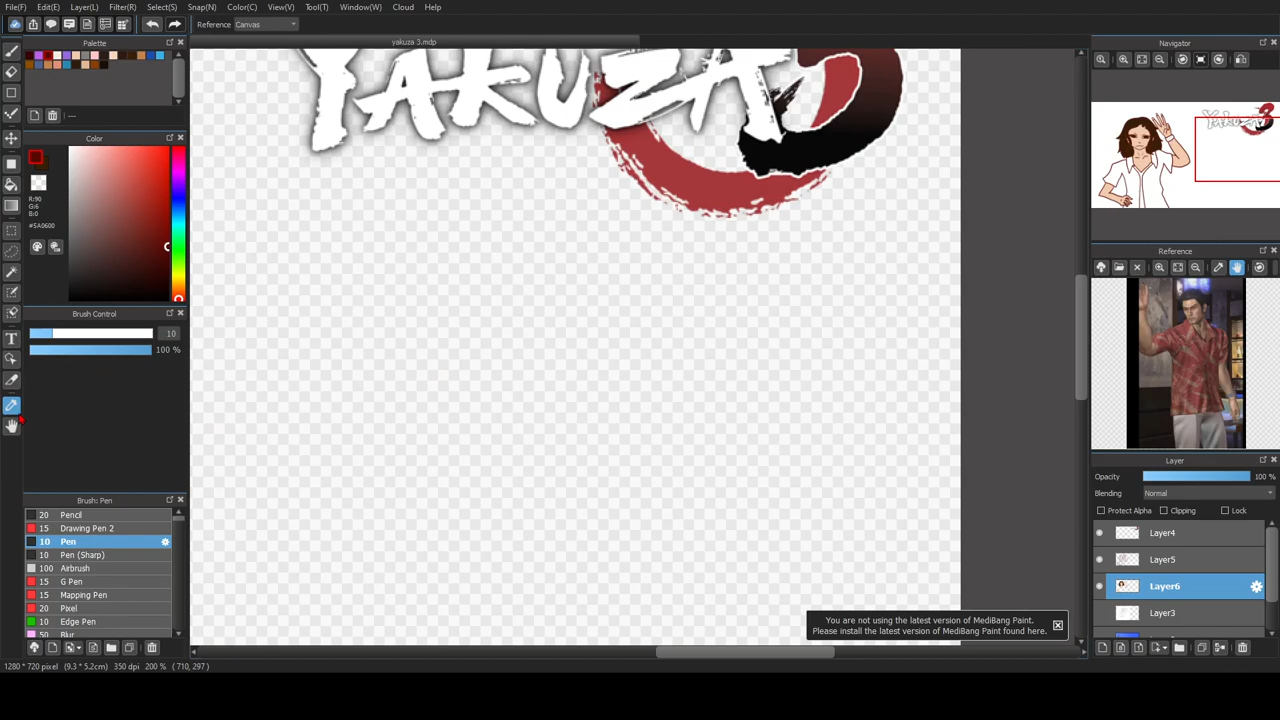 File(F) Edit(E) Layer(L) Filter(R) Select(S) Snap(N) Color(C) View(V) Tool(T) Window(W) Cloud Help
Reference Canvas
Palette
yakuza 3.mdp
Navigator
---
YAKUZA 3
Color
R:90
G:6
B:0
#5A0600
Reference
Brush Control
10
100 %
Layer
Opacity 100 %
Blending Normal
Protect Alpha Clipping Lock
Brush: Pen
20 Pencil
15 Drawing Pen 2
10 Pen
10 Pen (Sharp)
100 Airbrush
15 G Pen
15 Mapping Pen
20 Pixel
10 Edge Pen
50 Blur
Layer4
Layer5
Layer6
Layer3
You are not using the latest version of MediBang Paint.
Please install the latest version of MediBang Paint found here.
1280 * 720 pixel (9.3 * 5.2cm) 350 dpi 200 % ( 710, 297 )